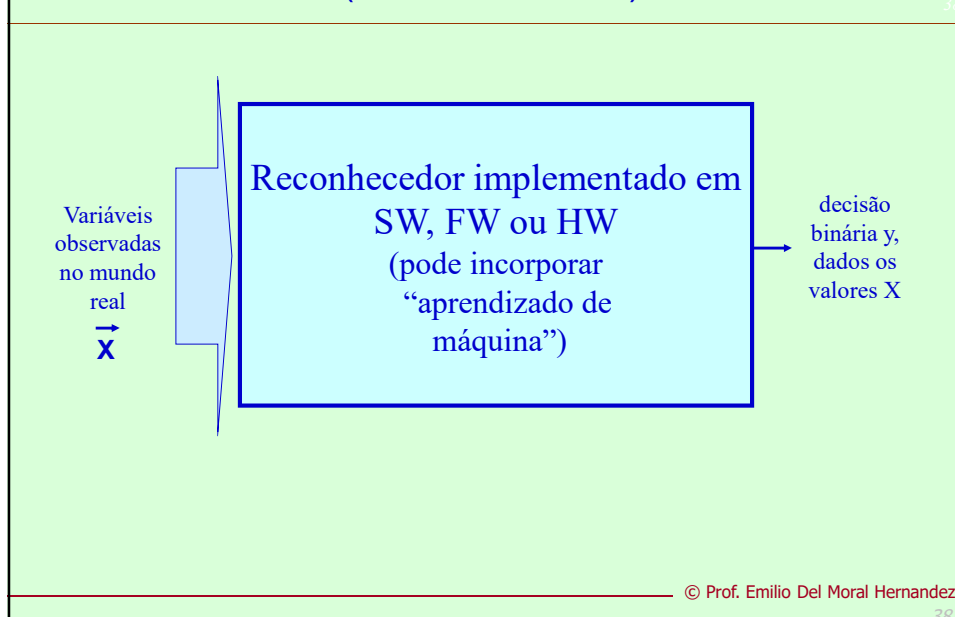 Variáveis
observadas
no mundo
real
X
Reconhecedor implementado em
SW, FW ou HW
(pode incorporar
“aprendizado de
máquina”)
decisão
binária y,
dados os
valores X
© Prof. Emilio Del Moral Hernandez
38